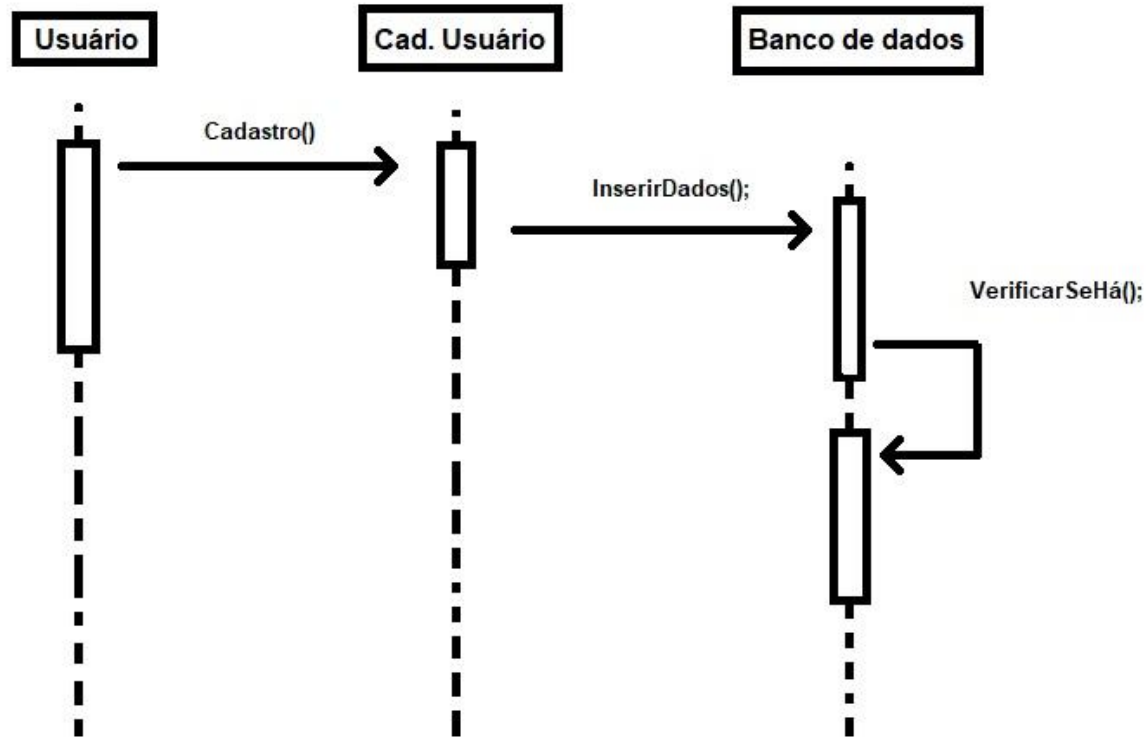 Usuário
Cad. Usuário
Banco de dados
Cadastro()
InserirDados();
VerificarSeHá();